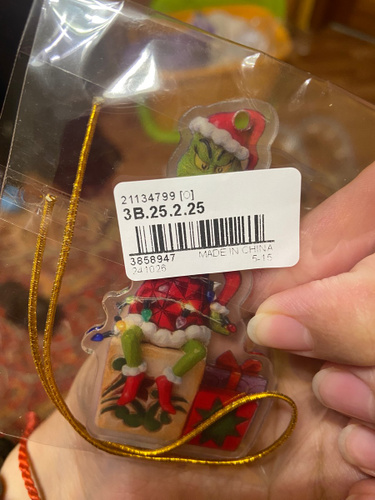 21134799 [O]
3B.25.2.25
3858947 MADE IN CHINA
241026 5-15